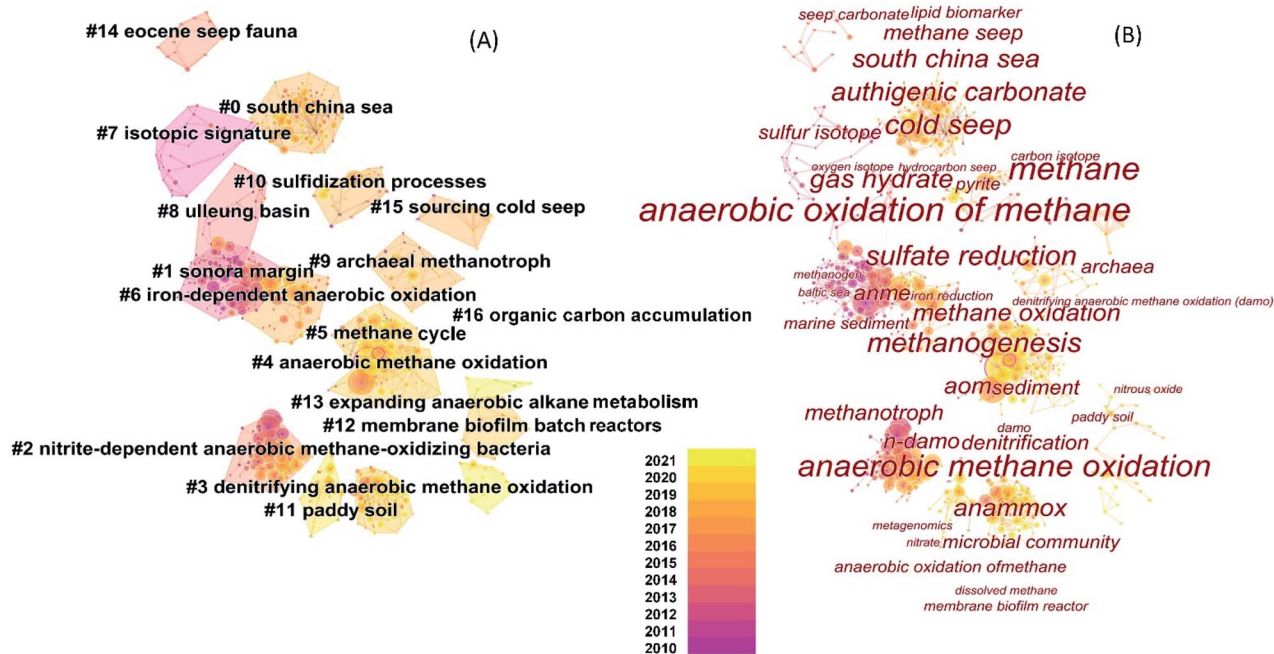 (A)
#14 eocene seep fauna
#0 south china sea
#7 isotopic signature
#10 sulfidization processes
#8 ulleung basin
#15 sourcing cold seep
#9 archaeal methanotroph
#1 sonora margin
#6 iron-dependent anaerobic oxidation
#16 organic carbon accumulation
#5 methane cycle
#4 anaerobic methane oxidation
#13 expanding anaerobic alkane metabolism
#12 membrane biofilm batch reactors
#2 nitrite-dependent anaerobic methane-oxidizing bacteria
#3 denitrifying anaerobic methane oxidation
#11 paddy soil
2021
2020
2019
2018
2017
2016
2015
2014
2013
2012
2011
2010
(B)
seep carbonate lipid biomarker
methane seep
south china sea
authigenic carbonate
sulfur isotope cold seep
carbon isotope
oxygen isotope hydrocarbon seep
gas hydrate pyrite methane
anaerobic oxidation of methane
sulfate reduction
archaea
methanogen
baltic sea anme iron reduction
denitrifying anaerobic methane oxidation (damo)
marine sediment methane oxidation
methanogenesis
aom sediment
nitrous oxide
methanotroph
paddy soil
damo
n-damo denitrification
anaerobic methane oxidation
anammox
metagenomics
nitrate microbial community
anaerobic oxidation ofmethane
dissolved methane
membrane biofilm reactor